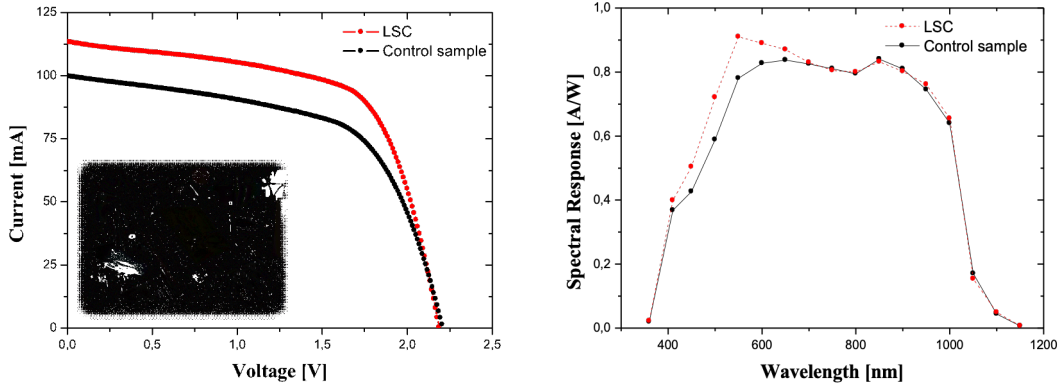 125
100
75
50
25
0
0,0
0,5
1,0
1,5
2,0
2,5
Current [mA]
Voltage [V]
LSC
Control sample
1,0
0,8
0,6
0,4
0,2
0,0
400
600
800
1000
1200
Spectral Response [A/W]
Wavelength [nm]
LSC
Control sample